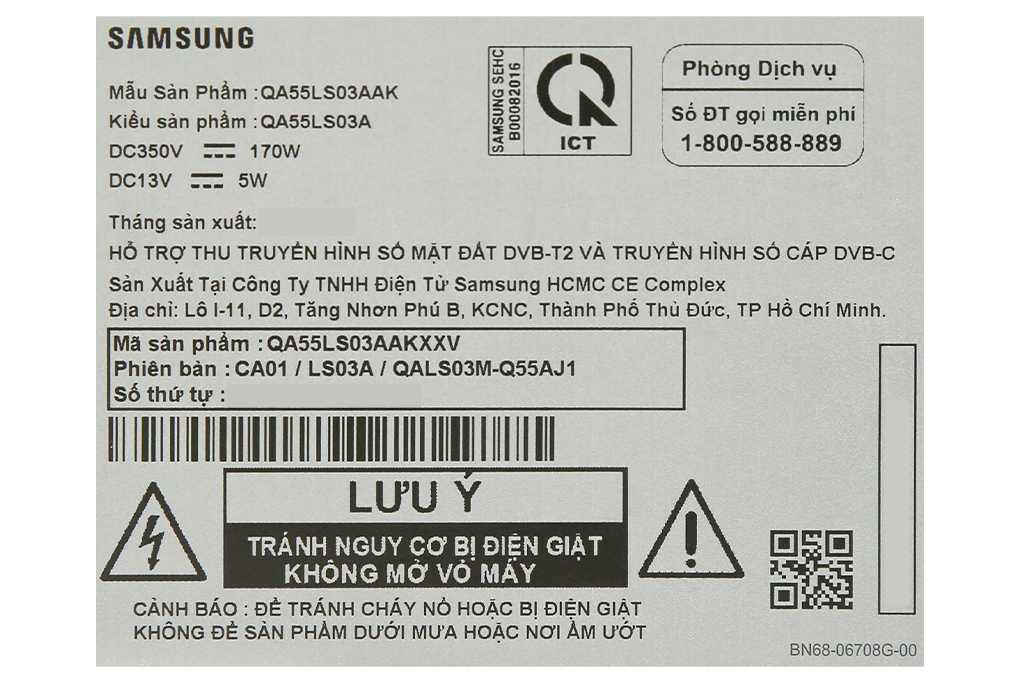 SAMSUNG
Mẫu Sản Phẩm :QA55LS03AAK
Kiểu sản phẩm :QA55LS03A
DC350V 170W
DC13V 5W
SAMSUNG SEHC
B00082016
ICT
Phòng Dịch vụ
Số ĐT gọi miễn phí
1-800-588-889
Tháng sản xuất:
HỖ TRỢ THU TRUYỀN HÌNH SỐ MẶT ĐẤT DVB-T2 VÀ TRUYỀN HÌNH SỐ CÁP DVB-C
Sản Xuất Tại Công Ty TNHH Điện Tử Samsung HCMC CE Complex
Địa chỉ: Lô I-11, D2, Tăng Nhơn Phú B, KCNC, Thành Phố Thủ Đức, TP Hồ Chí Minh.
Mã sản phẩm :QA55LS03AAKXXV
Phiên bản :CA01 / LS03A / QALS03M-Q55AJ1
Số thứ tự :
LƯU Ý
TRÁNH NGUY CƠ BỊ ĐIỆN GIẬT
KHÔNG MỞ VỎ MÁY
CẢNH BÁO : ĐỂ TRÁNH CHÁY NỔ HOẶC BỊ ĐIỆN GIẬT
KHÔNG ĐỂ SẢN PHẨM DƯỚI MƯA HOẶC NƠI ẨM ƯỚT
BN68-06708G-00